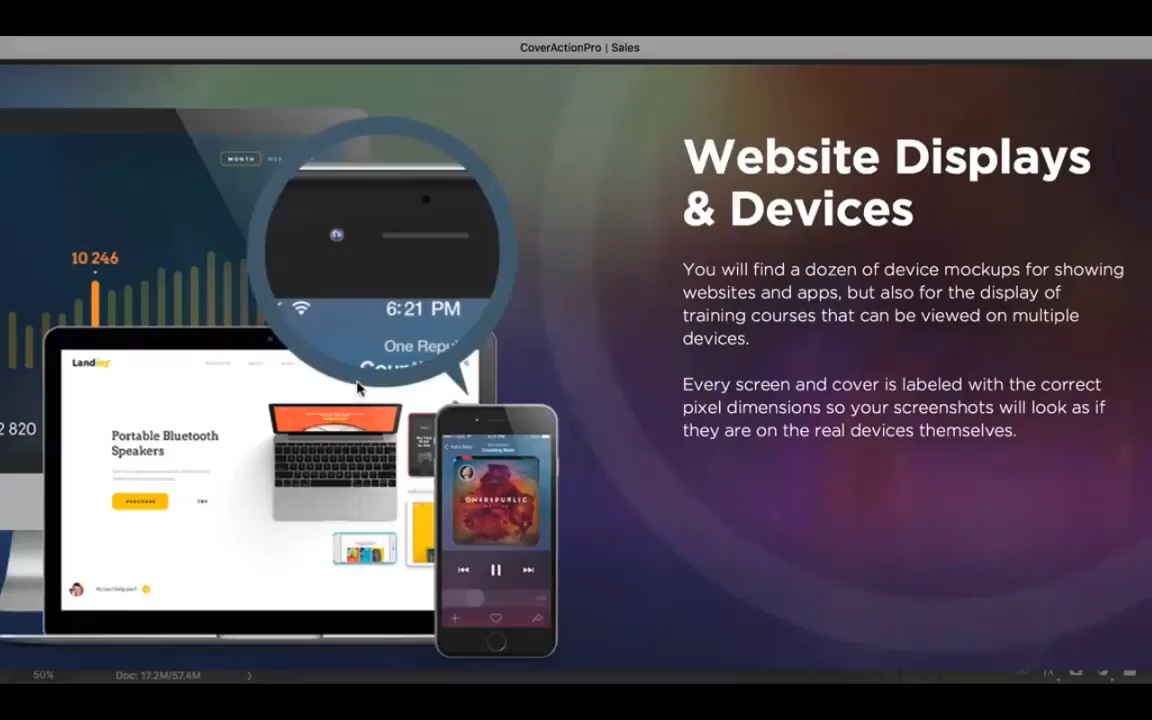 CoverActionPro | Sales
MONTH
10 246
2 820
6:21 PM
One Repu
Website Displays
& Devices
You will find a dozen of device mockups for showing
websites and apps, but also for the display of
training courses that can be viewed on multiple
devices.
Every screen and cover is labeled with the correct
pixel dimensions so your screenshots will look as if
they are on the real devices themselves.
Landing
Portable Bluetooth
Speakers
PURCHASE
TRY
Counting Stars
ONEREPUBLIC
50%
Doc: 17.2M/57.4M